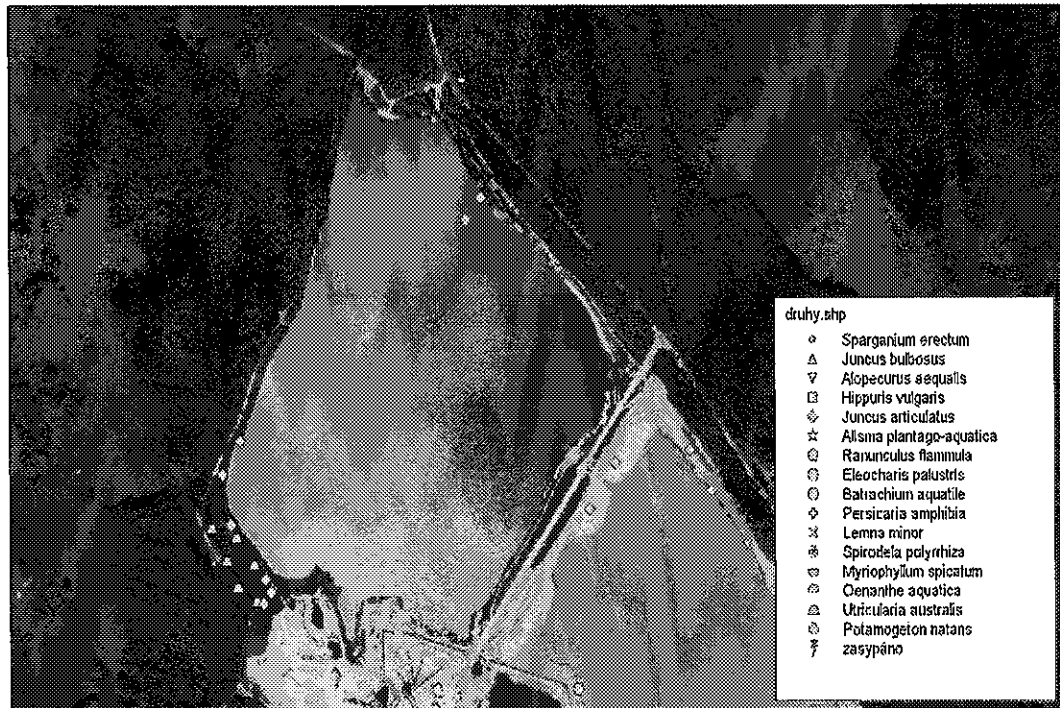 druhy.shp
Sparganium erectum
Juncus bulbosus
Alopecurus aequalis
Hippuris vulgaris
Juncus articulatus
Alisma plantago-aquatica
Ranunculus flammula
Eleocharis palustris
Batrachium aquatile
Persicaria amphibia
Lemna minor
Spirodela polyrrhiza
Myriophyllum spicatum
Oenanthe aquatica
Utricularia australis
Potamogeton natans
zasypáno